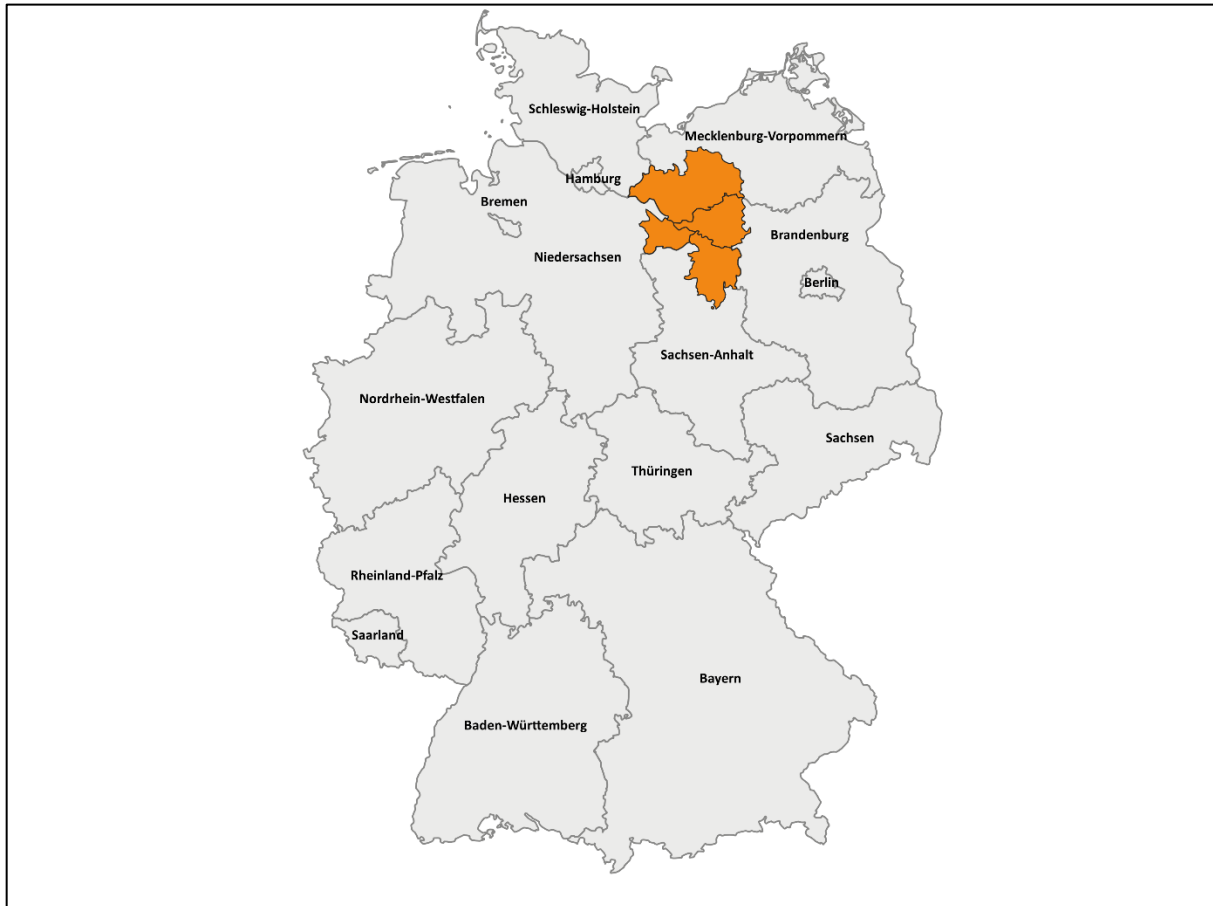 Schleswig-Holstein
Mecklenburg-Vorpommern
Hamburg
Bremen
Brandenburg
Niedersachsen
Berlin
Sachsen-Anhalt
Nordrhein-Westfalen
Sachsen
Thüringen
Hessen
Rheinland-Pfalz
Saarland
Bayern
Baden-Württemberg